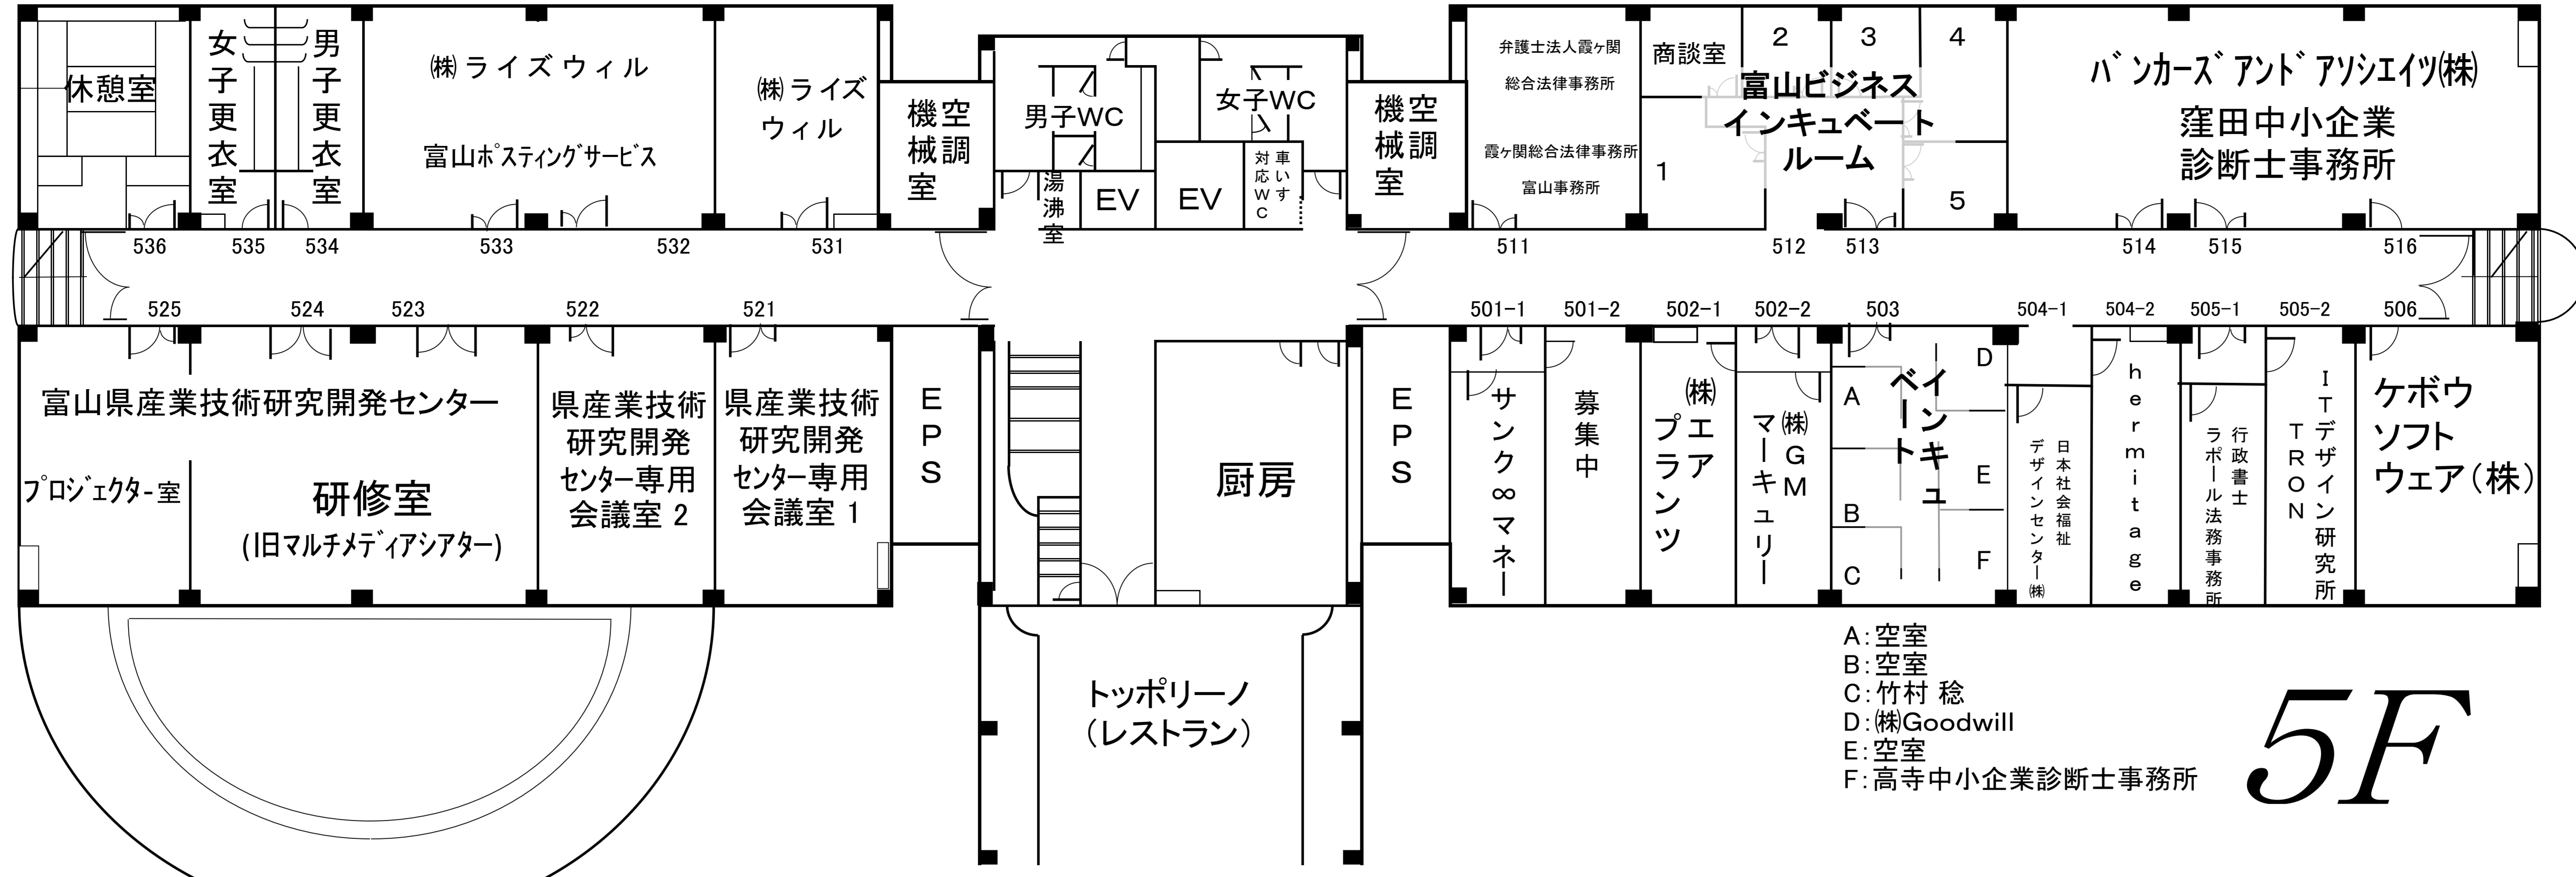 休憩室
女子更衣室
男子更衣室
㈱ライズウィル
富山ポスティングサービス
㈱ライズ
ウィル
空調
機械室
男子WC
女子WC
湯沸室
EV
EV
車いす
対応WC
空調
機械室
弁護士法人霞ヶ関
総合法律事務所
霞ヶ関総合法律事務所
富山事務所
商談室
1
2
3
4
5
富山ビジネス
インキュベート
ルーム
バンカーズアンドアソシエイツ㈱
窪田中小企業
診断士事務所
536
535
534
533
532
531
511
512
513
514
515
516
525
524
523
522
521
501-1
501-2
502-1
502-2
503
504-1
504-2
505-1
505-2
506
富山県産業技術研究開発センター
プロジェクター室
研修室
(旧マルチメディアシアター)
県産業技術
研究開発
センター専用
会議室 2
県産業技術
研究開発
センター専用
会議室 1
EPS
厨房
EPS
サンク∞マネー
募集中
㈱エア
プランツ
㈱GM
マーキュリー
インキュ
ベート
A
B
C
D
E
F
日本社会福祉
デザインセンター㈱
hermitage
行政書士
ラポール法務事務所
ITデザイン研究所
TRON
ケボウ
ソフト
ウェア(株)
トッポリーノ
(レストラン)
A:空室
B:空室
C:竹村 稔
D:㈱Goodwill
E:空室
F:高寺中小企業診断士事務所
5F